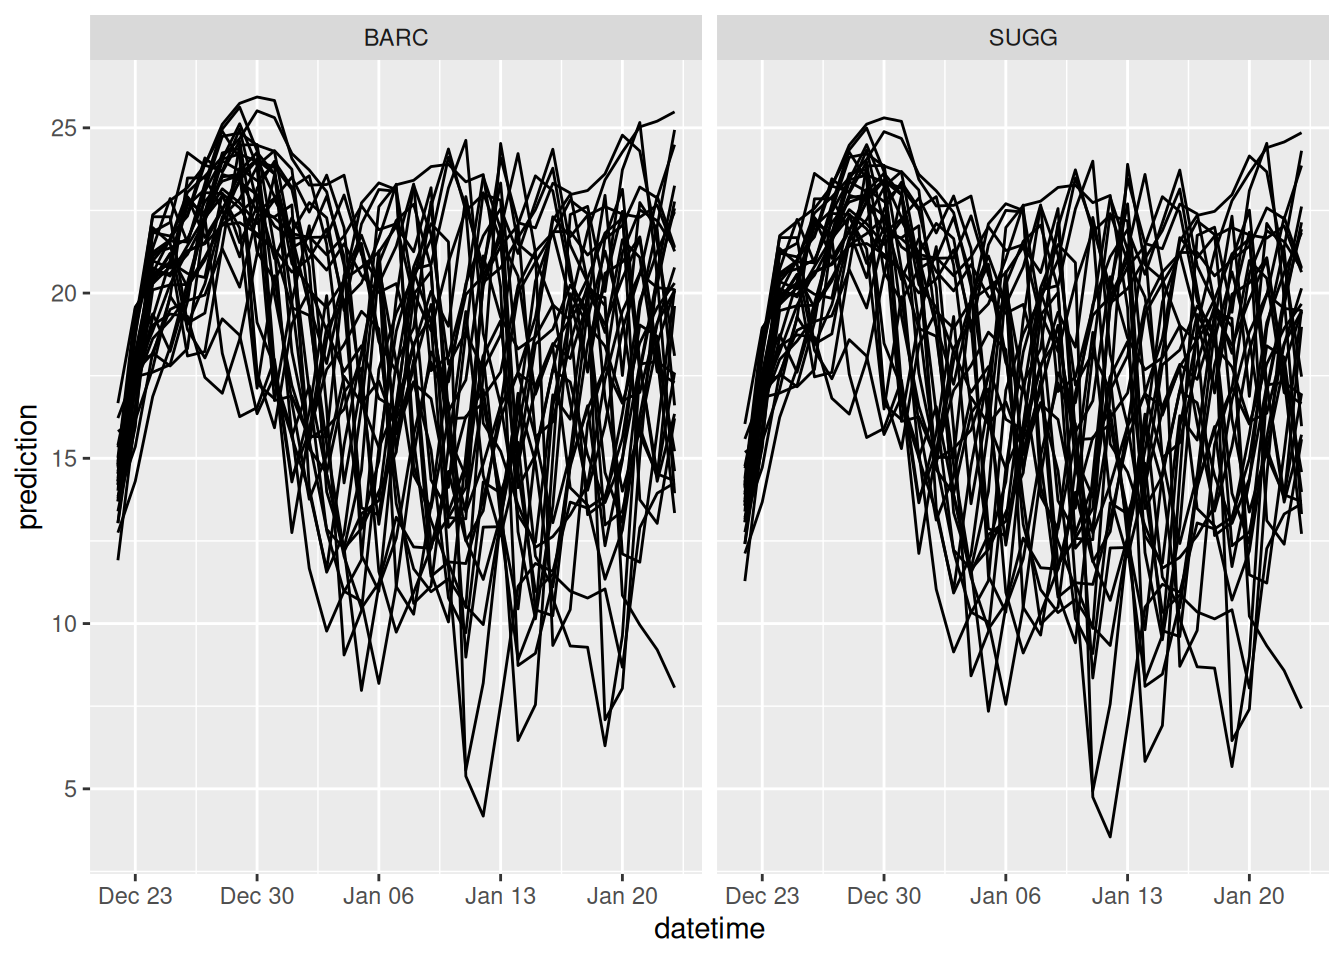 BARC SUGG
prediction
25
20
15
10
5
Dec 23 Dec 30 Jan 06 Jan 13 Jan 20 Dec 23 Dec 30 Jan 06 Jan 13 Jan 20
datetime